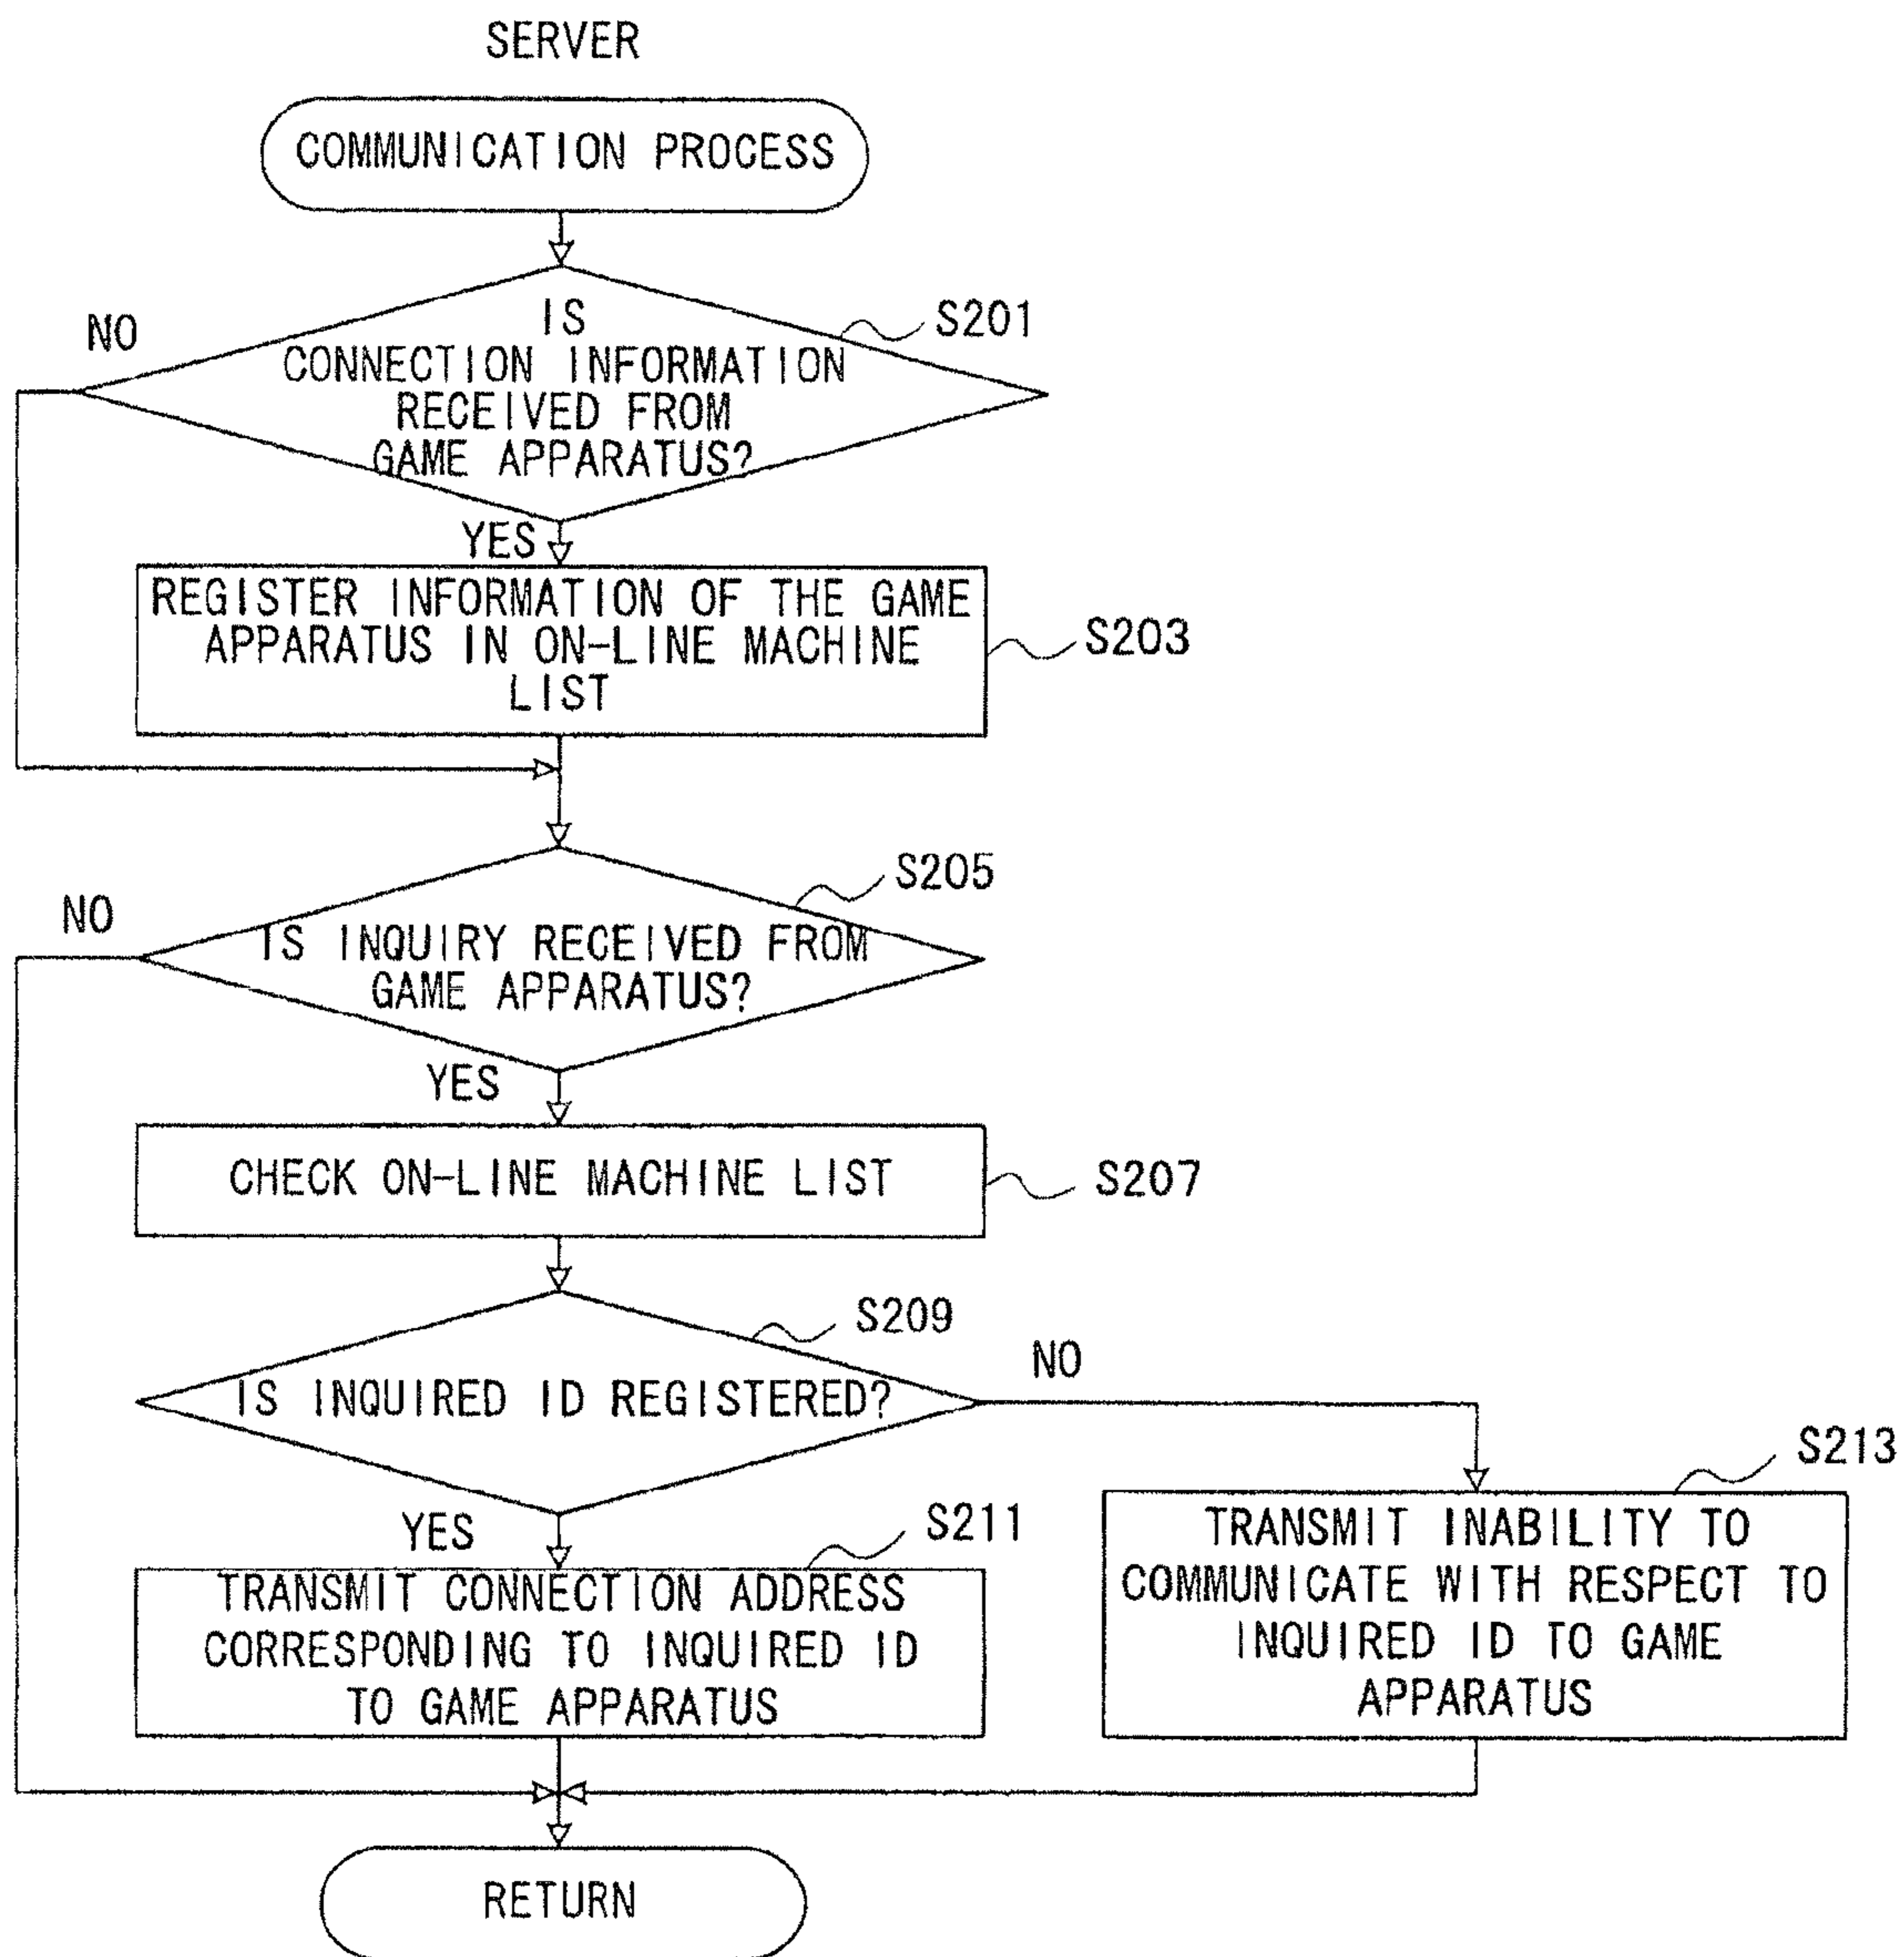 SERVER
COMMUNICATION PROCESS
NO
IS
S201
CONNECTION INFORMATION
RECEIVED FROM
GAME APPARATUS?
YES
REGISTER INFORMATION OF THE GAME
APPARATUS IN ON-LINE MACHINE
LIST
S203
NO
S205
IS INQUIRY RECEIVED FROM
GAME APPARATUS?
YES
CHECK ON-LINE MACHINE LIST
S207
S209
NO
IS INQUIRED ID REGISTERED?
YES
S211
TRANSMIT CONNECTION ADDRESS
CORRESPONDING TO INQUIRED ID
TO GAME APPARATUS
S213
TRANSMIT INABILITY TO
COMMUNICATE WITH RESPECT TO
INQUIRED ID TO GAME
APPARATUS
RETURN